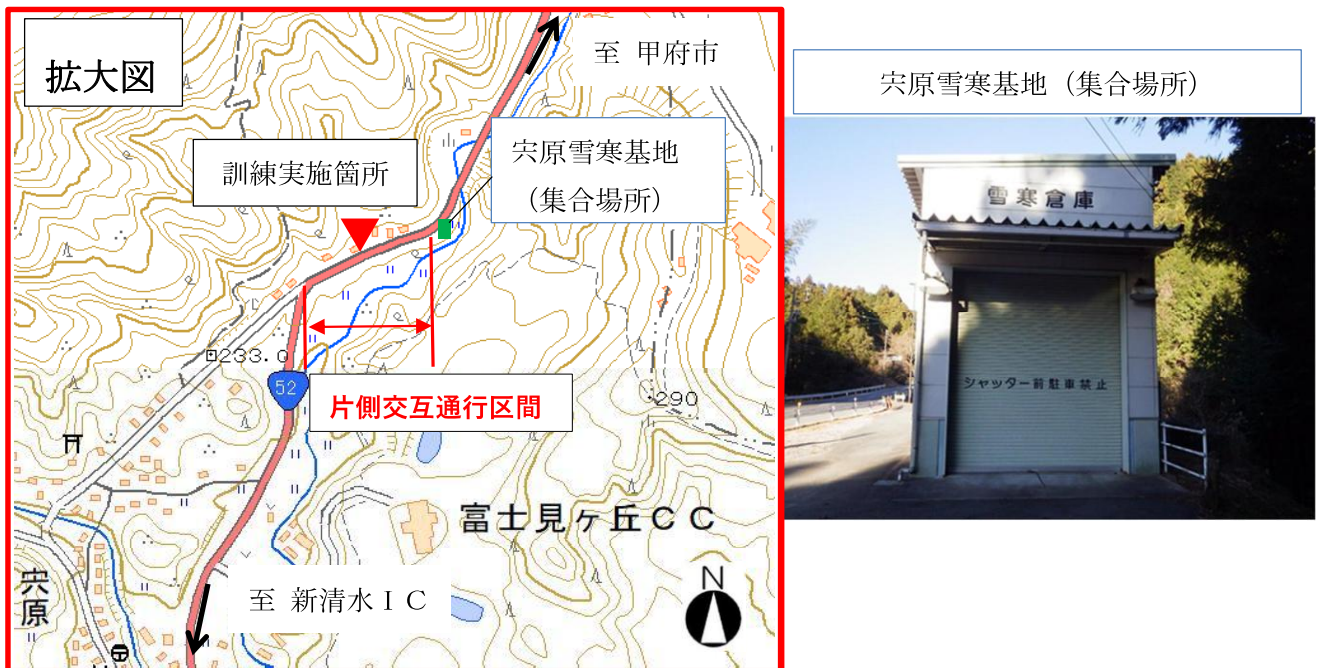 拡大図
至 甲府市
宍原雪寒基地
(集合場所)
訓練実施箇所
233.0
52
片側交互通行区間
290
富士見ヶ丘CC
宍原
至 新清水IC
N
宍原雪寒基地(集合場所)
雪寒倉庫
シャッター前駐車禁止